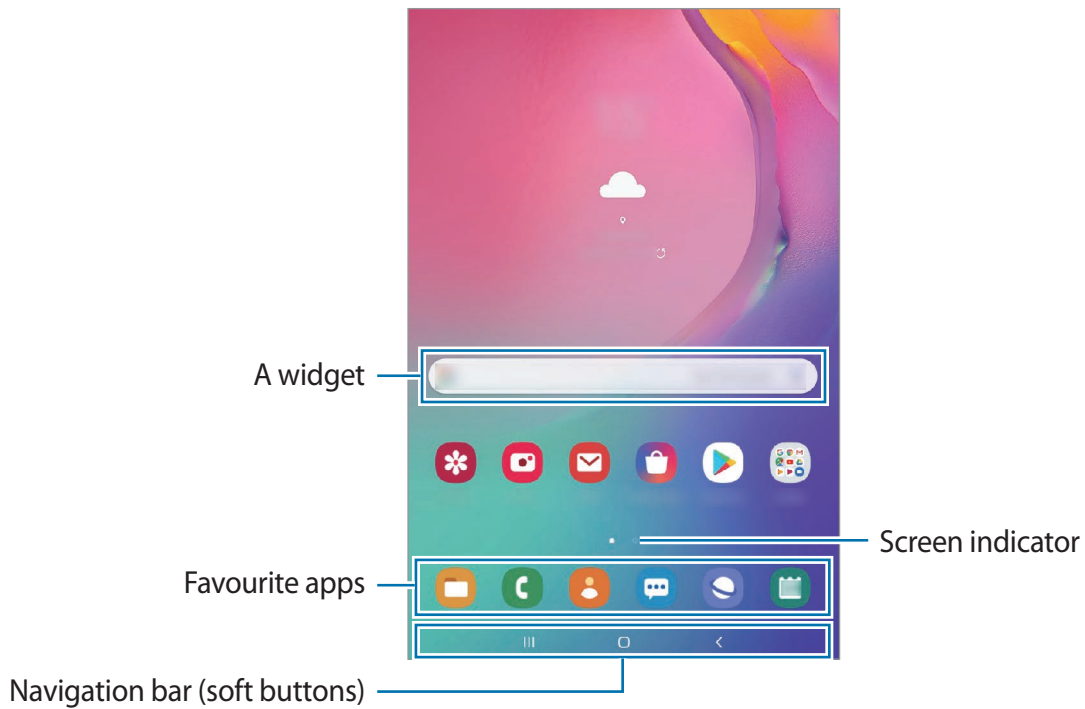 A widget
Screen indicator
Favourite apps
Navigation bar (soft buttons)